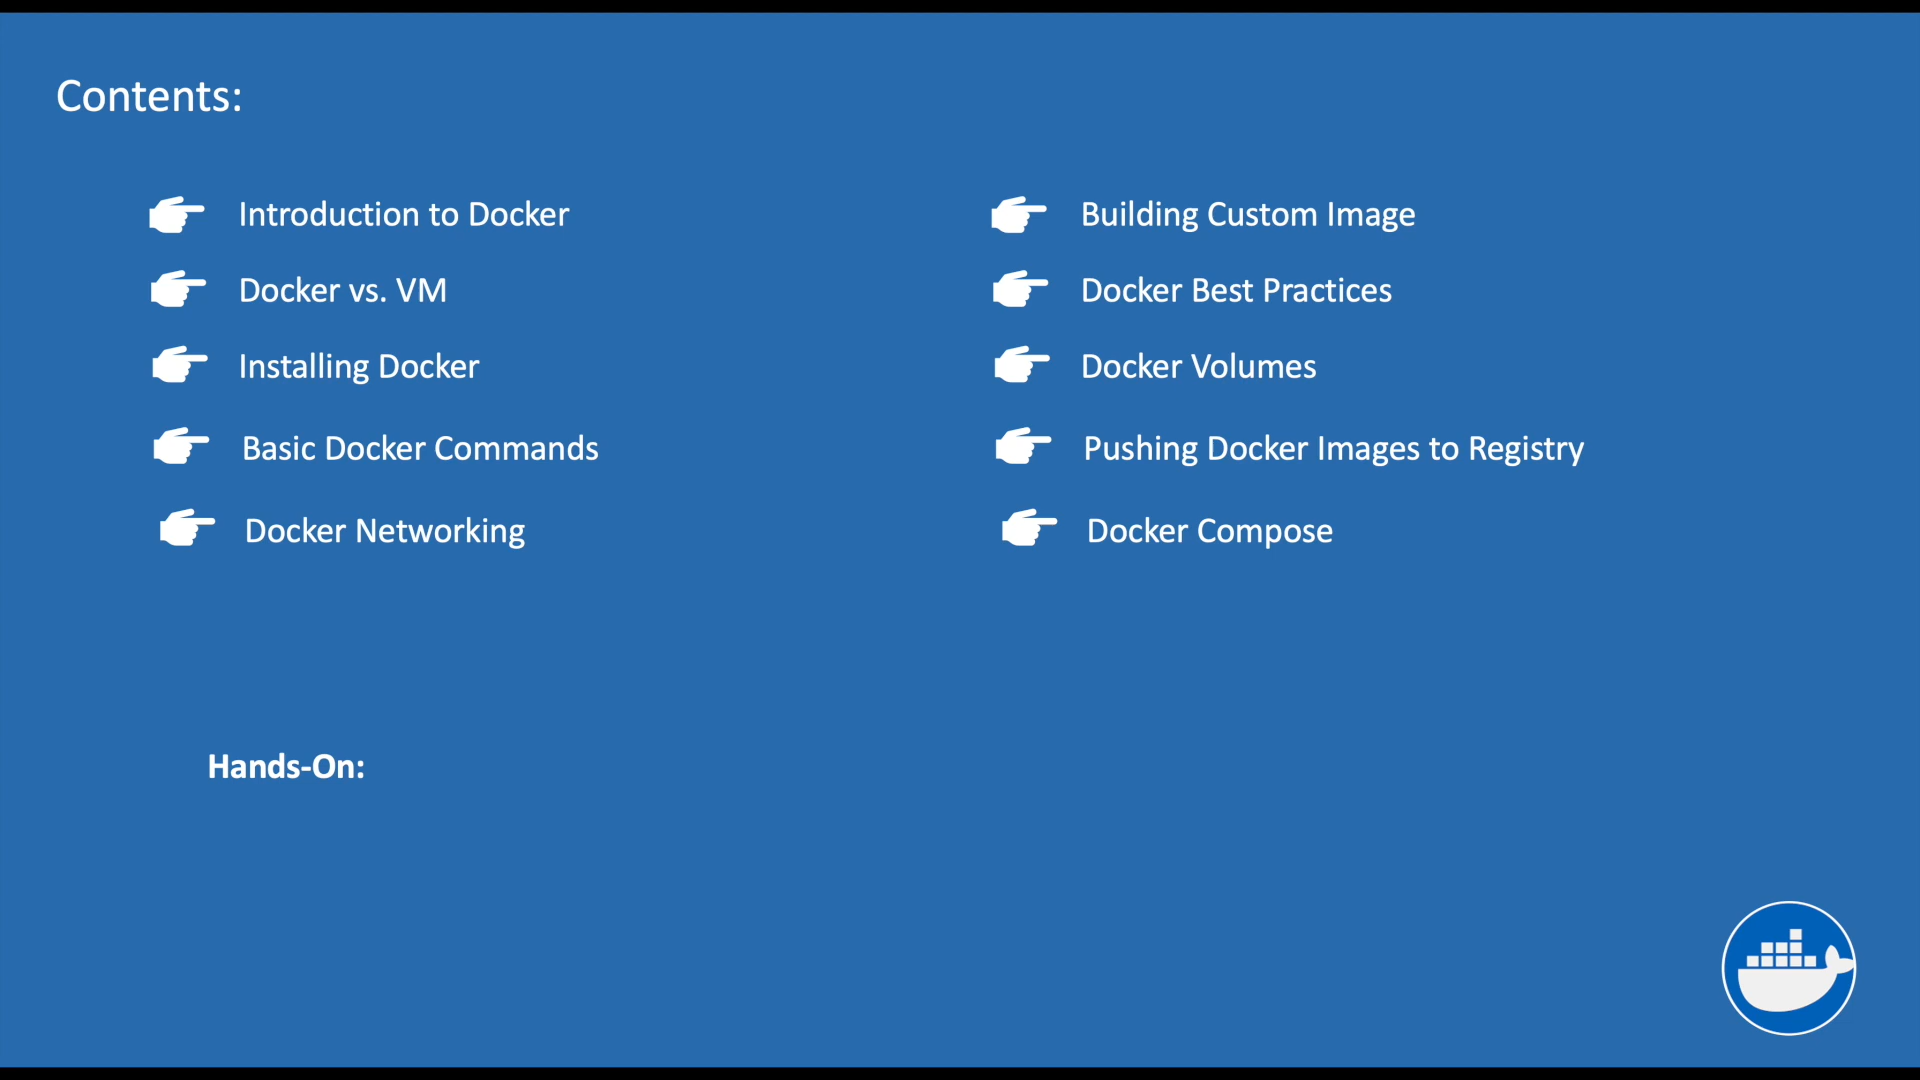 Contents:
Introduction to Docker
Docker vs. VM
Installing Docker
Basic Docker Commands
Docker Networking
Building Custom Image
Docker Best Practices
Docker Volumes
Pushing Docker Images to Registry
Docker Compose
Hands-On: